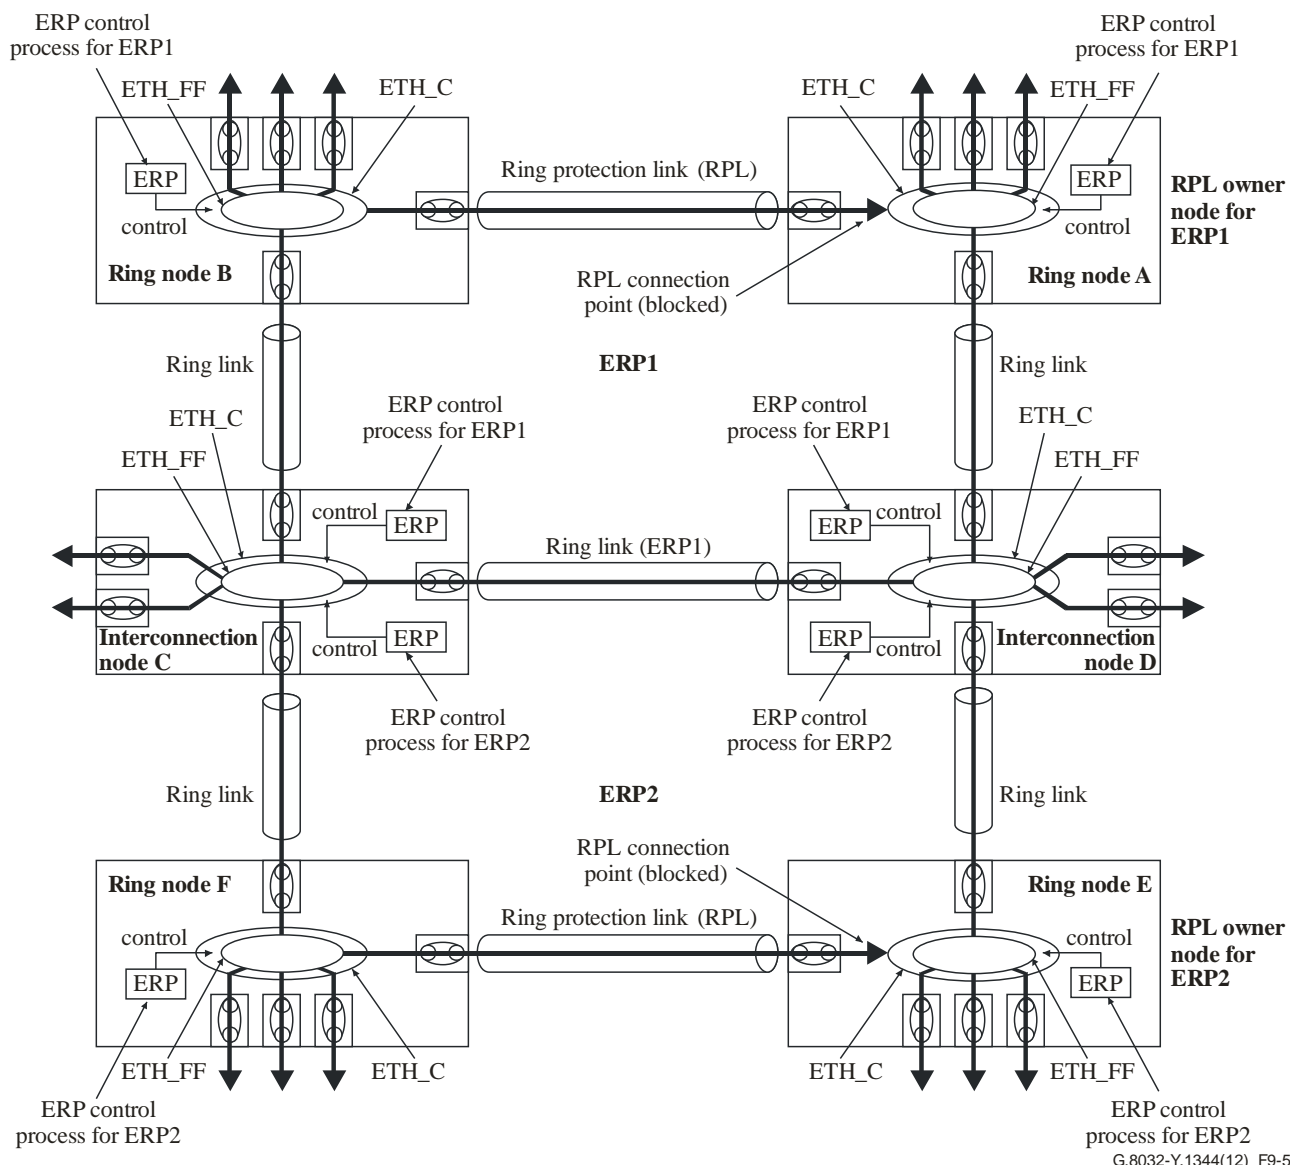 ERP control
process for ERP1
ETH_FF
ETH_C
ERP control
process for ERP1
ETH_C
ETH_FF
ERP
control
Ring node B
Ring protection link (RPL)
RPL connection
point (blocked)
ERP
control
Ring node A
RPL owner
node for
ERP1
Ring link
ERP1
Ring link
ETH_C
ETH_FF
ERP control
process for ERP1
ERP control
process for ERP1
ETH_C
ETH_FF
control
ERP
ERP
control
Ring link (ERP1)
Interconnection
node C
control
ERP
ERP
control
Interconnection
node D
ERP control
process for ERP2
ERP control
process for ERP2
Ring link
ERP2
Ring link
RPL connection
point (blocked)
Ring node F
control
ERP
Ring protection link (RPL)
Ring node E
control
ERP
RPL owner
node for
ERP2
ETH_FF
ETH_C
ETH_C
ETH_FF
ERP control
process for ERP2
ERP control
process for ERP2
G.8032-Y.1344(12)_F9-5